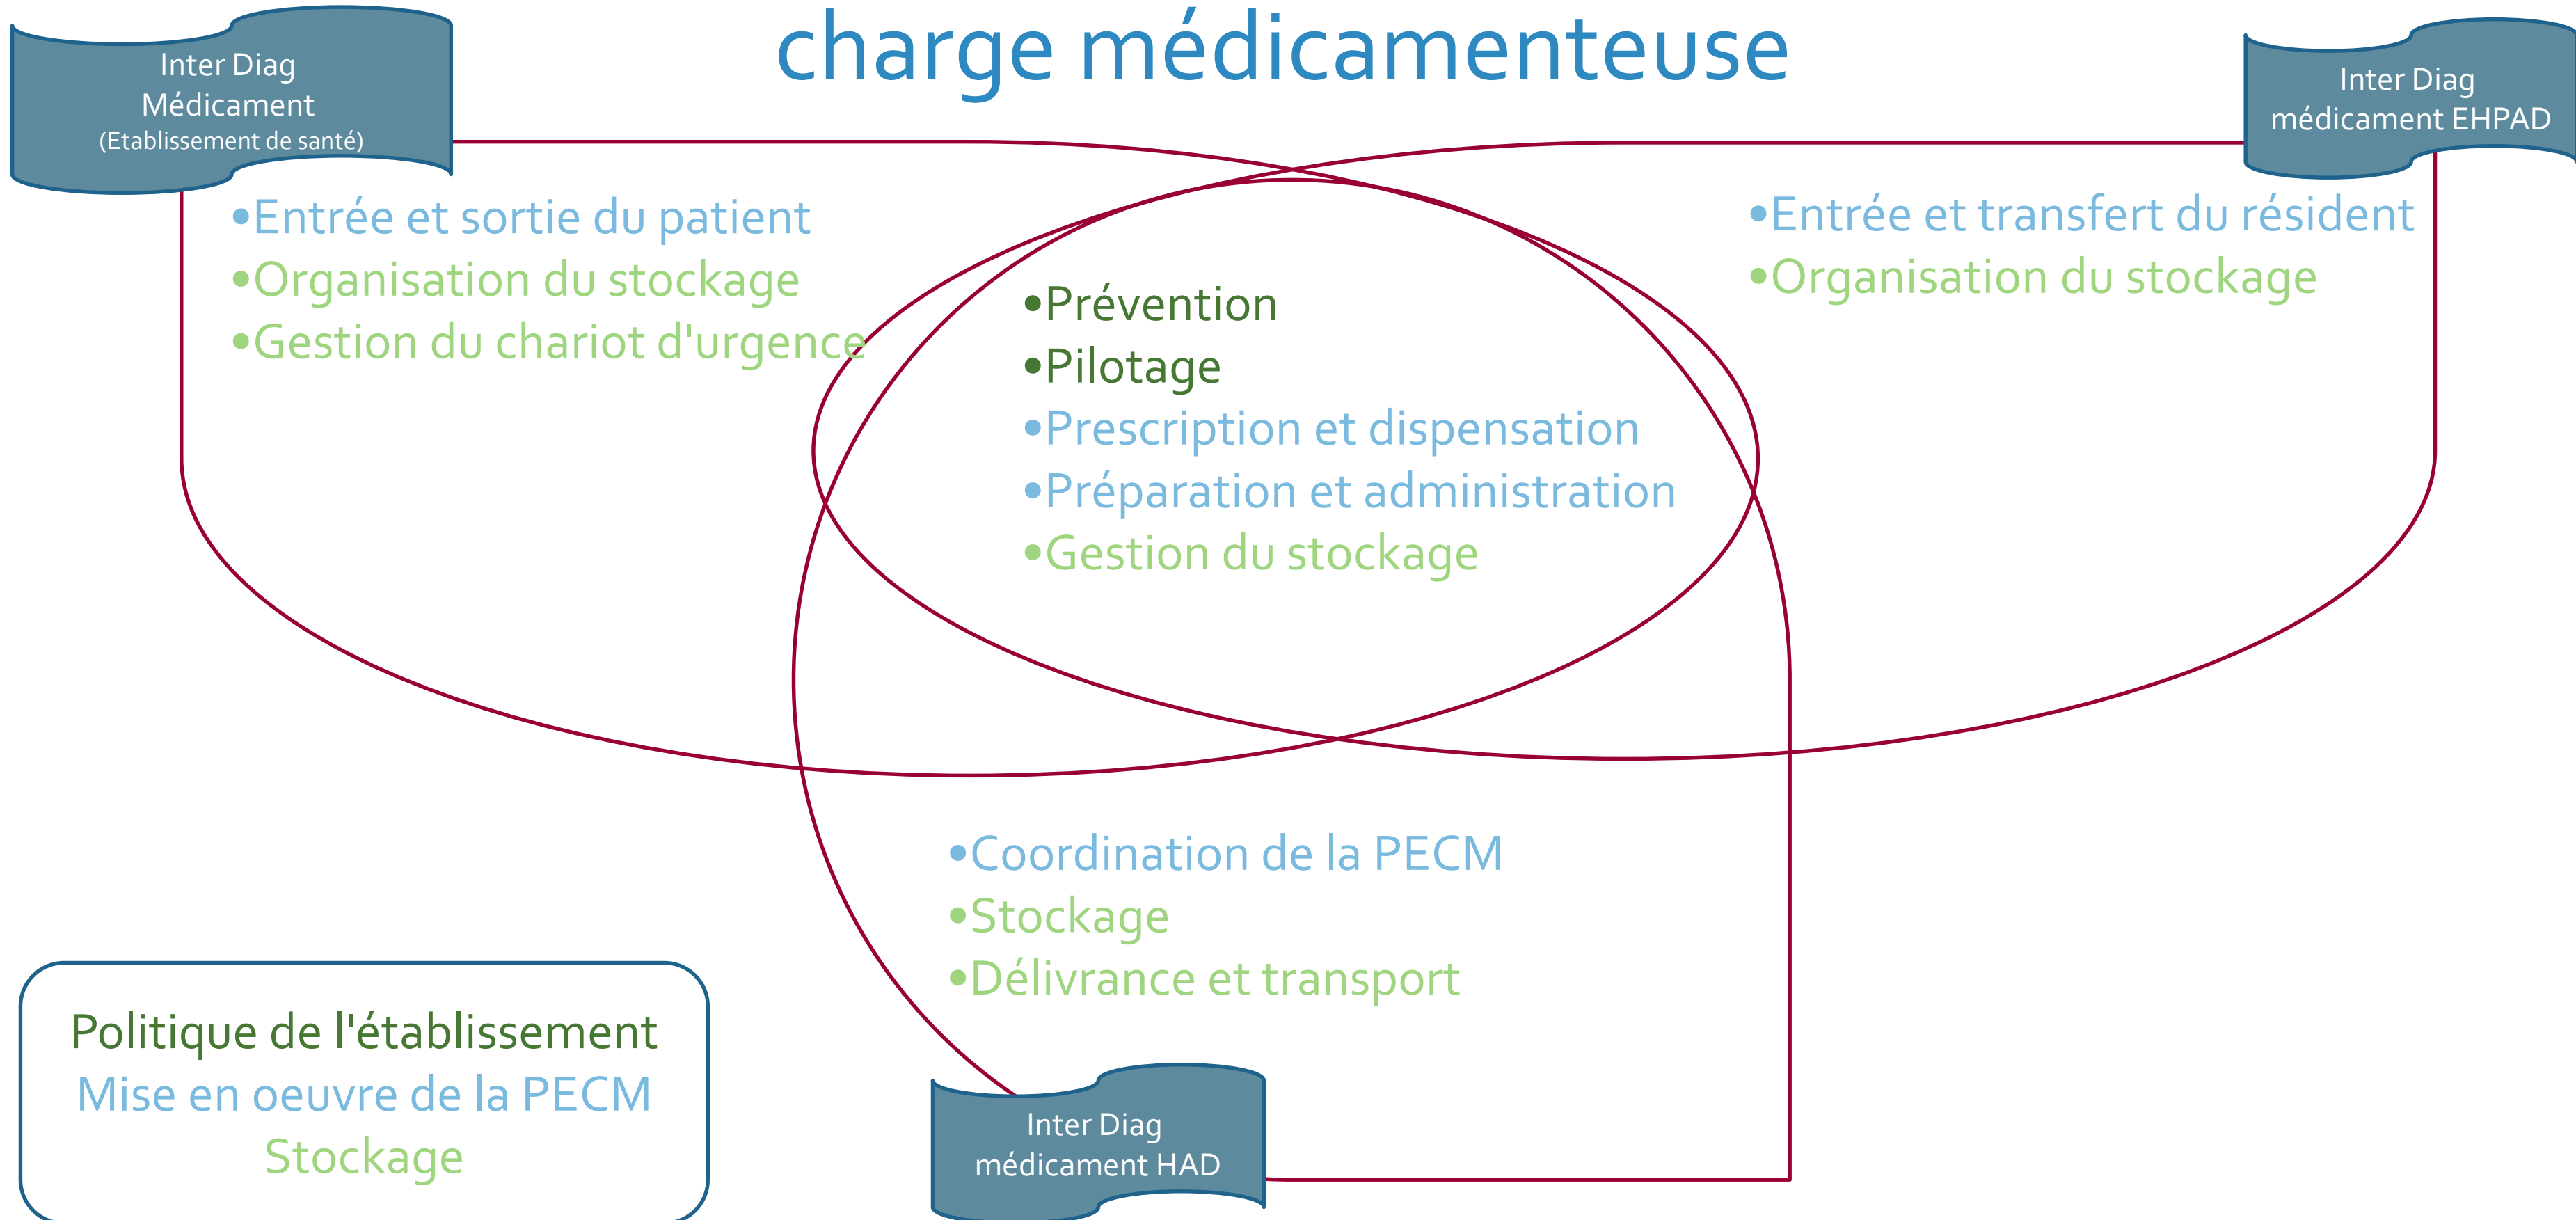 charge médicamenteuse
Inter Diag
Médicament
(Etablissement de santé)
Inter Diag
médicament EHPAD
•Entrée et sortie du patient
•Organisation du stockage
•Gestion du chariot d'urgence
•Entrée et transfert du résident
•Organisation du stockage
•Prévention
•Pilotage
•Prescription et dispensation
•Préparation et administration
•Gestion du stockage
•Coordination de la PECM
•Stockage
•Délivrance et transport
Politique de l'établissement
Mise en oeuvre de la PECM
Stockage
Inter Diag
médicament HAD